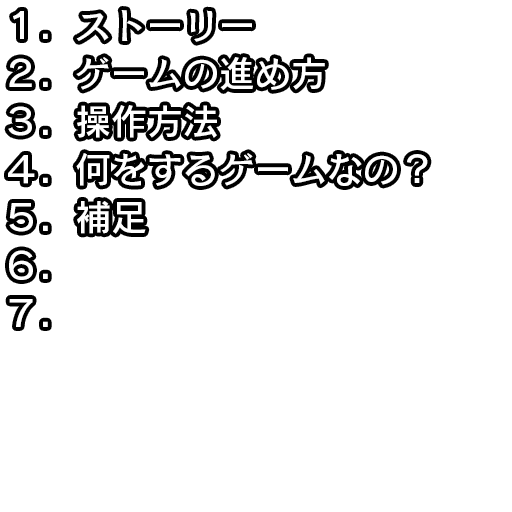 １．ストーリー
２．ゲームの進め方
３．操作方法
４．何をするゲームなの？
５．補足
６．
７．